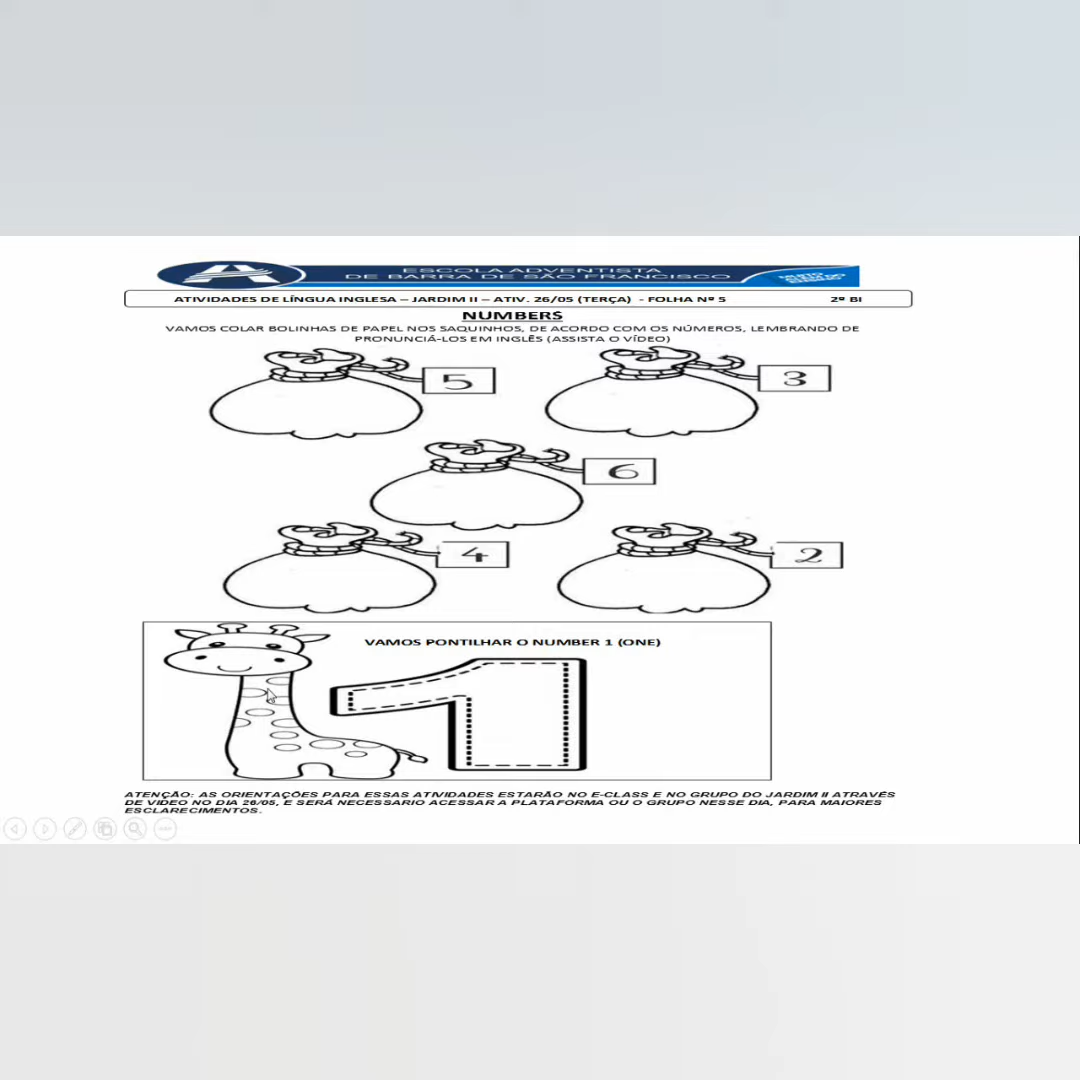 ESCOLA ADVENTISTA
DE BARRA DE SÃO FRANCISCO
ATIVIDADES DE LÍNGUA INGLESA – JARDIM II – ATIV. 26/05 (TERÇA) - FOLHA Nº 5 2º BI
NUMBERS
VAMOS COLAR BOLINHAS DE PAPEL NOS SAQUINHOS, DE ACORDO COM OS NÚMEROS, LEMBRANDO DE
PRONUNCIÁ-LOS EM INGLÊS (ASSISTA O VÍDEO)
5
3
6
4
2
VAMOS PONTILHAR O NUMBER 1 (ONE)
1
ATENÇÃO: AS ORIENTAÇÕES PARA ESSAS ATIVIDADES ESTARÃO NO E-CLASS E NO GRUPO DO JARDIM II ATRAVÉS
DE VIDEO NO DIA 26/05, E SERÁ NECESSARIO ACESSAR A PLATAFORMA OU O GRUPO NESSE DIA, PARA MAIORES
ESCLARECIMENTOS.